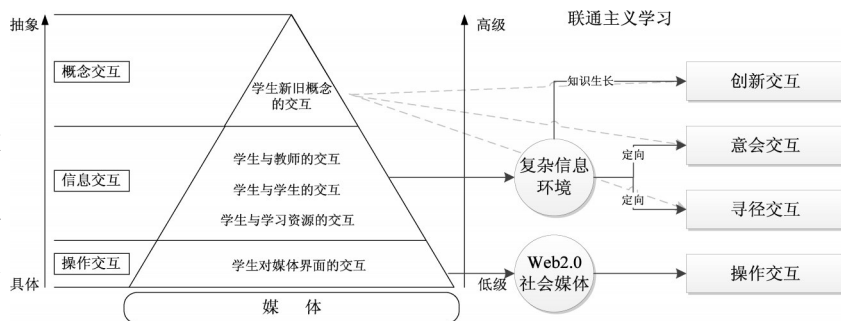 抽象
高级
联通主义学习
概念交互
学生新旧概念
的交互
知识生长
创新交互
信息交互
学生与教师的交互
学生与学生的交互
学生与学习资源的交互
复杂信息
环境
定向
定向
意会交互
寻径交互
操作交互
学生对媒体界面的交互
具体
低级
Web2.0
社会媒体
操作交互
媒 体